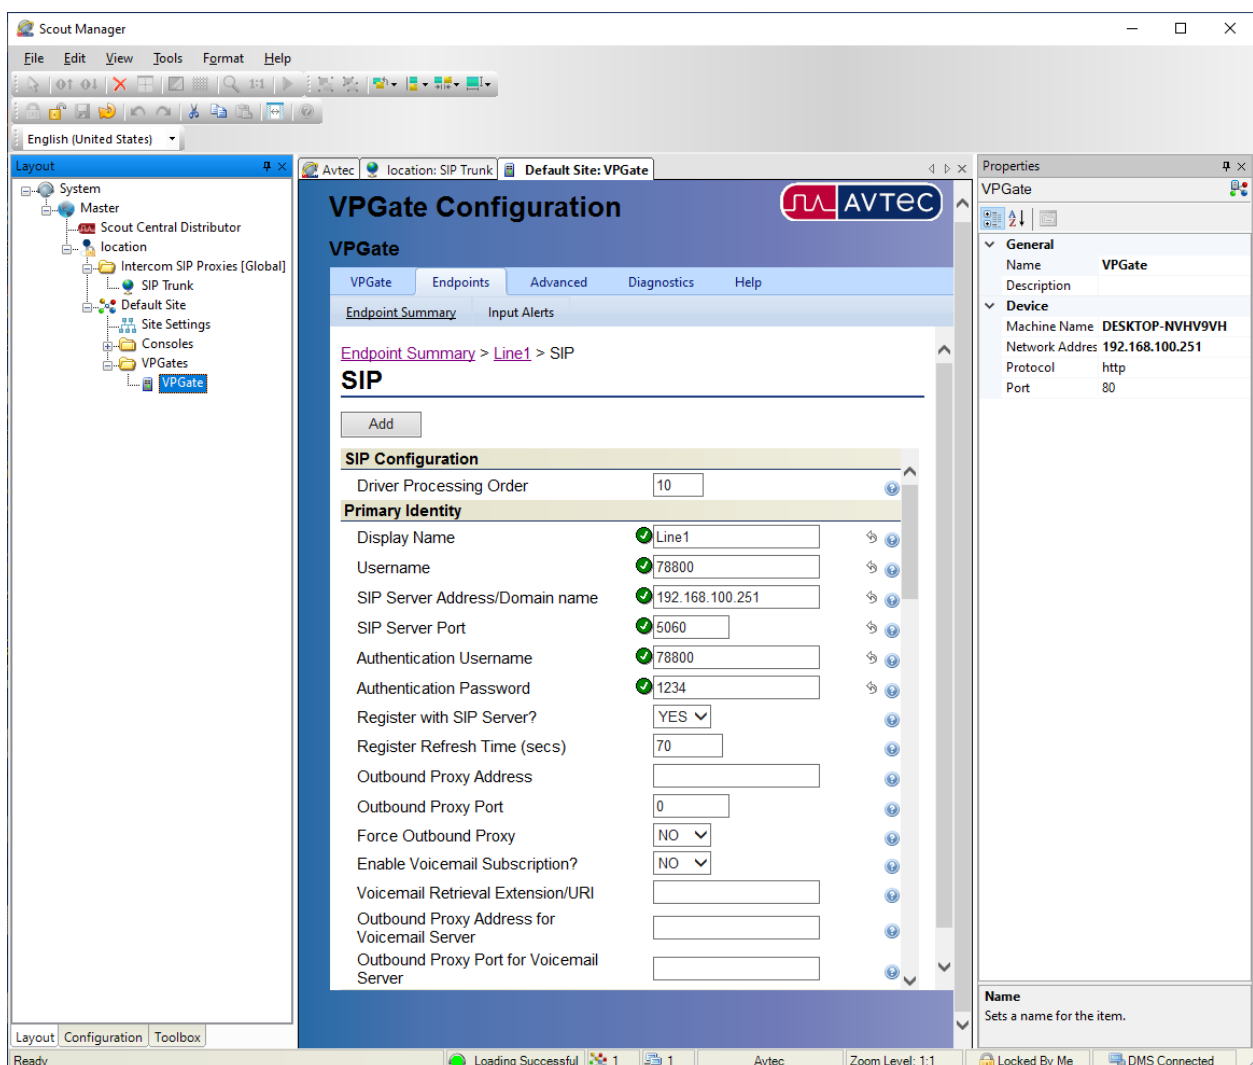 Scout Manager
File Edit View Tools Format Help
1:1
English (United States)
Layout
System
Master
Scout Central Distributor
location
Intercom SIP Proxies [Global]
SIP Trunk
Default Site
Site Settings
Consoles
VPGates
VPGate
Layout Configuration Toolbox
Avtec location: SIP Trunk Default Site: VPGate
VPGate Configuration
AVTEC
VPGate
VPGate Endpoints Advanced Diagnostics Help
Endpoint Summary Input Alerts
Endpoint Summary > Line1 > SIP
SIP
Add
SIP Configuration
Driver Processing Order 10
Primary Identity
Display Name Line1
Username 78800
SIP Server Address/Domain name 192.168.100.251
SIP Server Port 5060
Authentication Username 78800
Authentication Password 1234
Register with SIP Server? YES
Register Refresh Time (secs) 70
Outbound Proxy Address
Outbound Proxy Port 0
Force Outbound Proxy NO
Enable Voicemail Subscription? NO
Voicemail Retrieval Extension/URI
Outbound Proxy Address for
Voicemail Server
Outbound Proxy Port for Voicemail
Server
Properties
VPGate
General
Name VPGate
Description
Device
Machine Name DESKTOP-NVHV9VH
Network Addres 192.168.100.251
Protocol http
Port 80
Name
Sets a name for the item.
Ready Loading Successful 1 1 Avtec Zoom Level: 1:1 Locked By Me DMS Connected